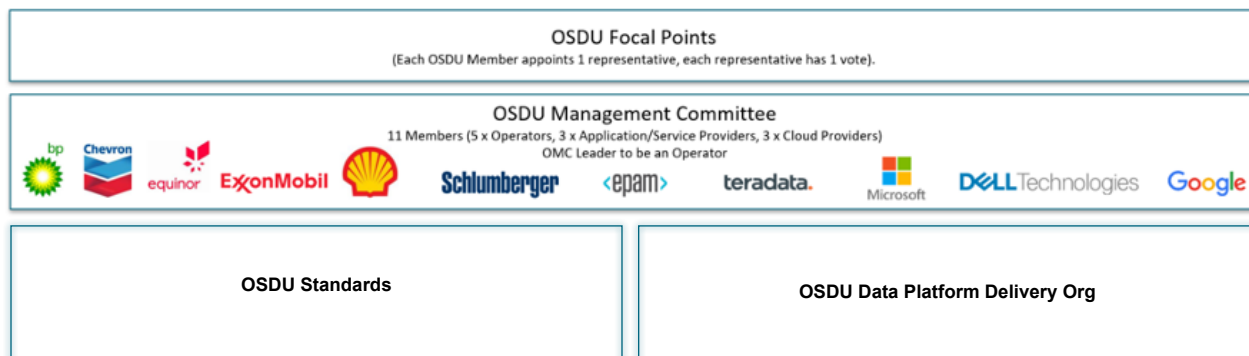 OSDU Focal Points
(Each OSDU Member appoints 1 representative, each representative has 1 vote).
OSDU Management Committee
11 Members (5 x Operators, 3 x Application/Service Providers, 3 x Cloud Providers)
OMC Leader to be an Operator
bp Chevron equinor ExxonMobil Schlumberger <epam> teradata. Microsoft DELLTechnologies Google
OSDU Standards
OSDU Data Platform Delivery Org